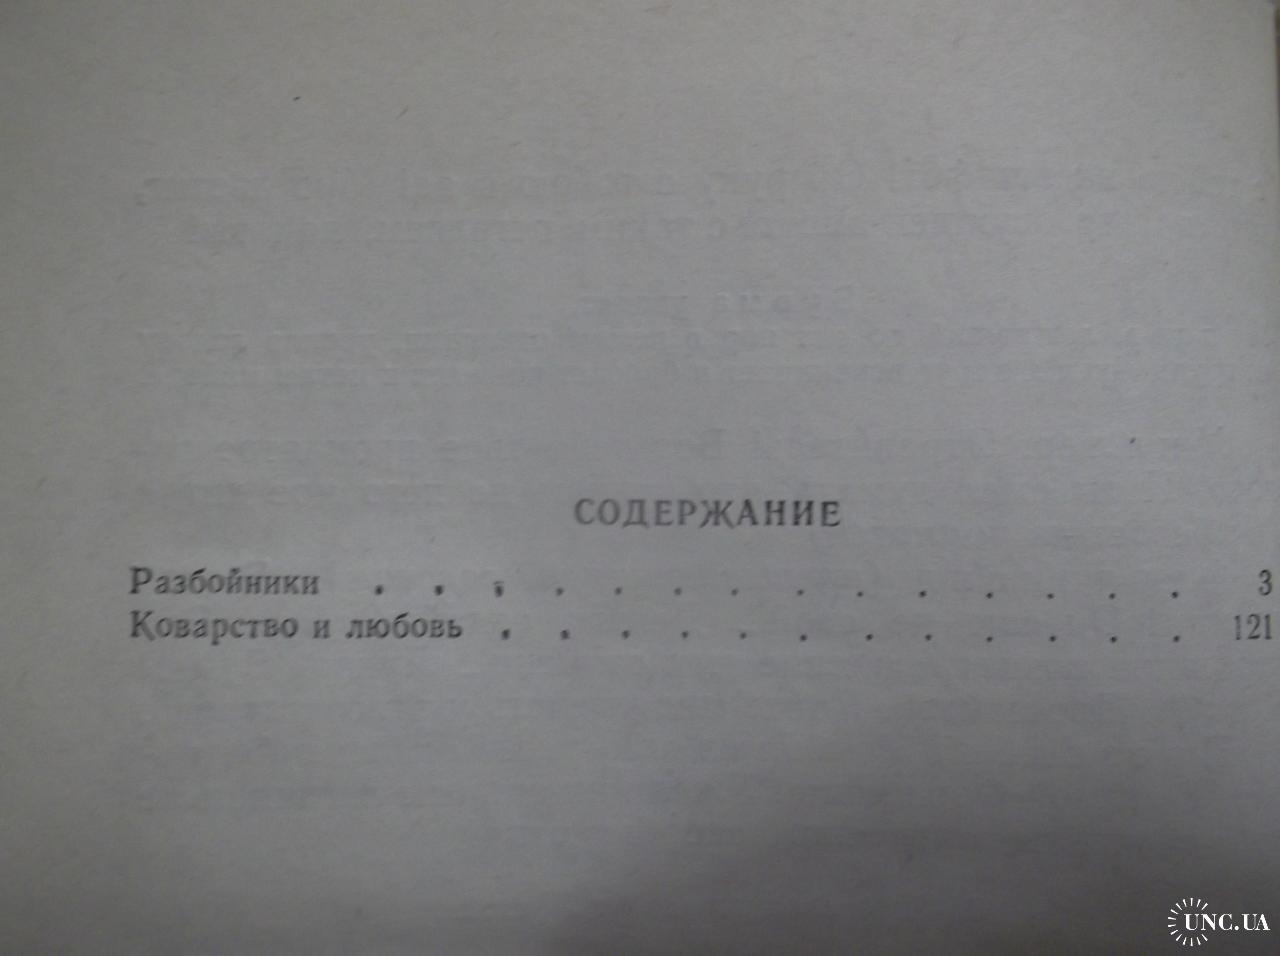 СОДЕРЖАНИЕ
Разбойники . . . . . . . . . . . . . . 3
Коварство и любовь . . . . . . . . . . . . 121
UNC.UA